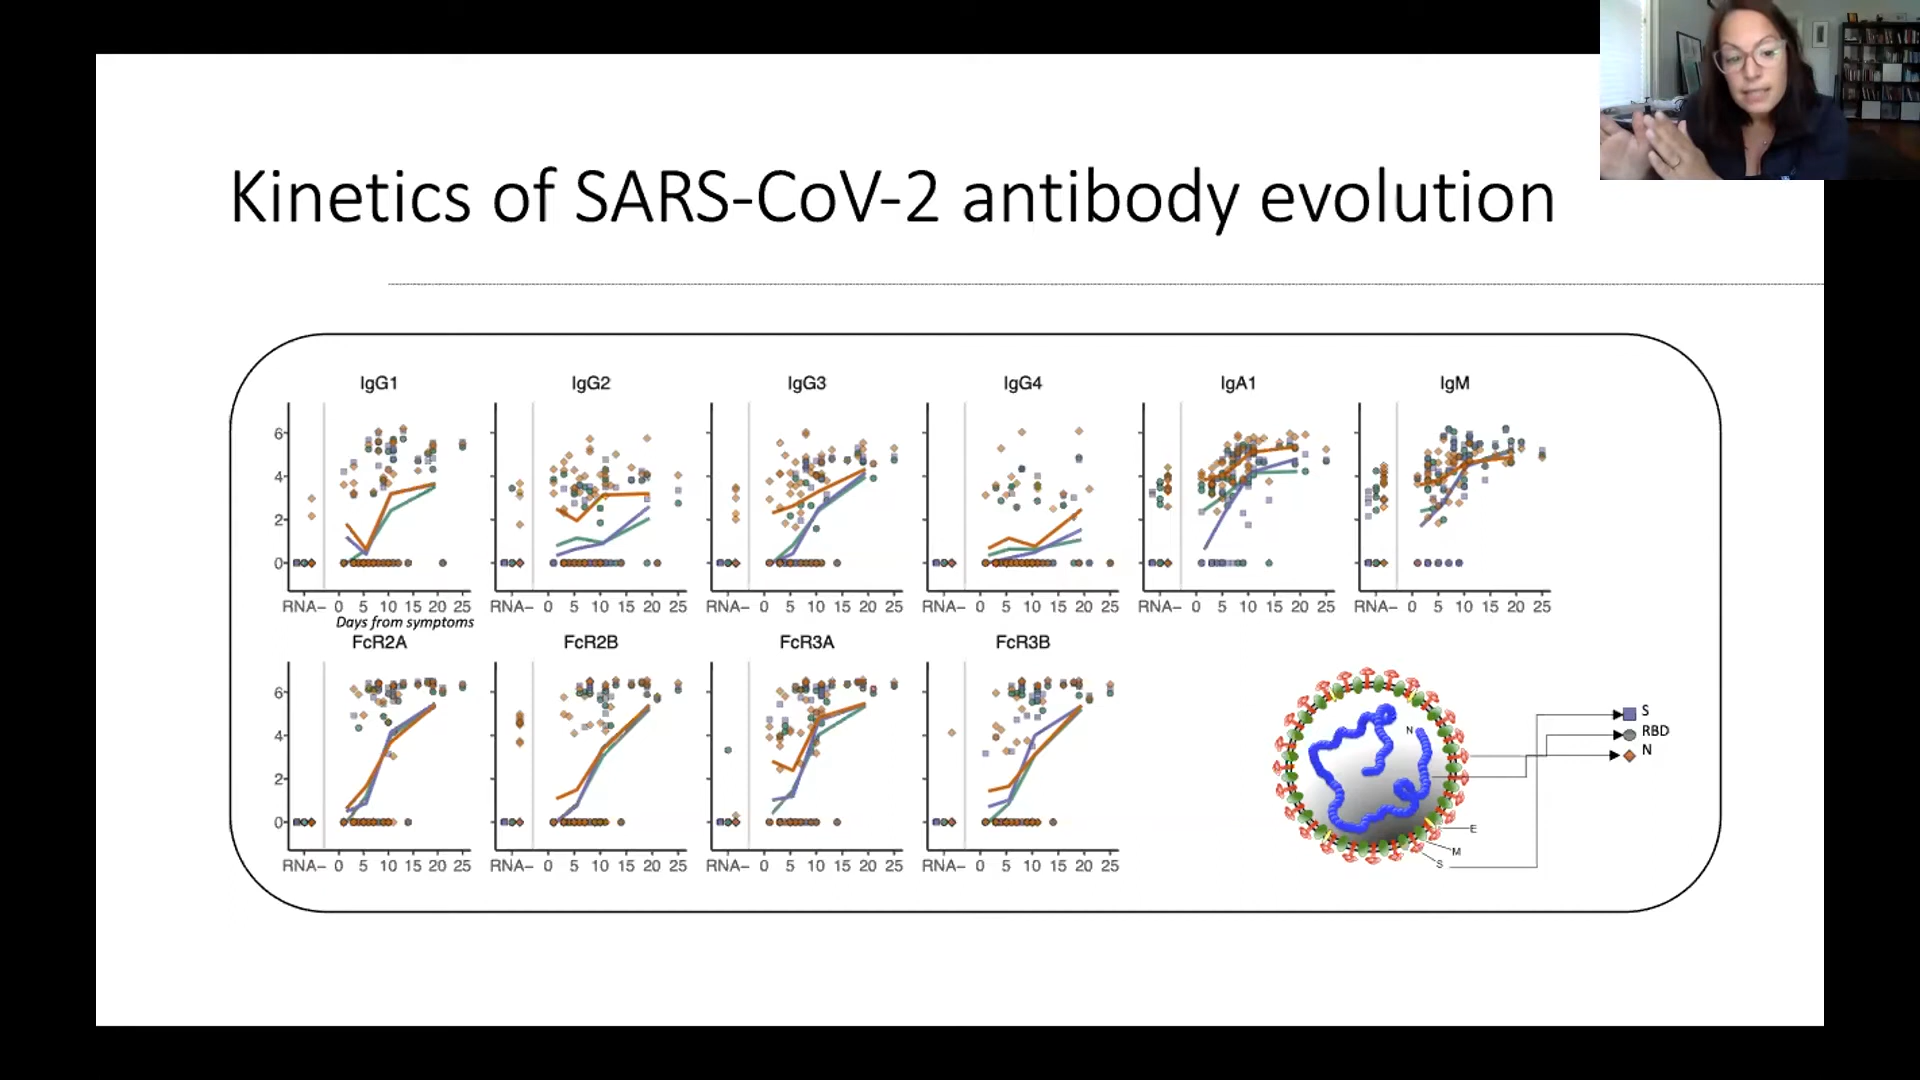 Kinetics of SARS-CoV-2 antibody evolution
IgG1 IgG2 IgG3 IgG4 IgA1 IgM
6
4
2
0
RNA– 0 5 10 15 20 25 RNA– 0 5 10 15 20 25 RNA– 0 5 10 15 20 25 RNA– 0 5 10 15 20 25 RNA– 0 5 10 15 20 25 RNA– 0 5 10 15 20 25
Days from symptoms
FcR2A FcR2B FcR3A FcR3B
6
4
2
0
RNA– 0 5 10 15 20 25 RNA– 0 5 10 15 20 25 RNA– 0 5 10 15 20 25 RNA– 0 5 10 15 20 25
N
E
M
S
S
RBD
N